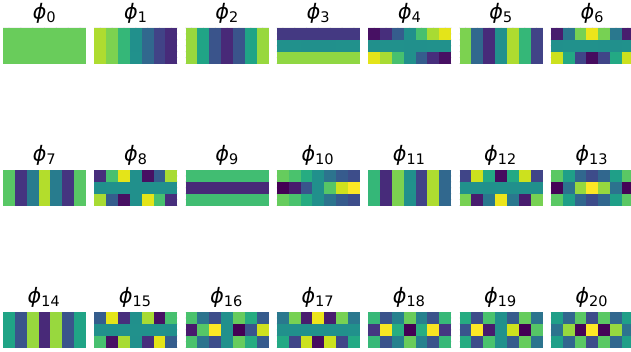 ϕ₀ ϕ₁ ϕ₂ ϕ₃ ϕ₄ ϕ₅ ϕ₆
ϕ₇ ϕ₈ ϕ₉ ϕ₁₀ ϕ₁₁ ϕ₁₂ ϕ₁₃
ϕ₁₄ ϕ₁₅ ϕ₁₆ ϕ₁₇ ϕ₁₈ ϕ₁₉ ϕ₂₀